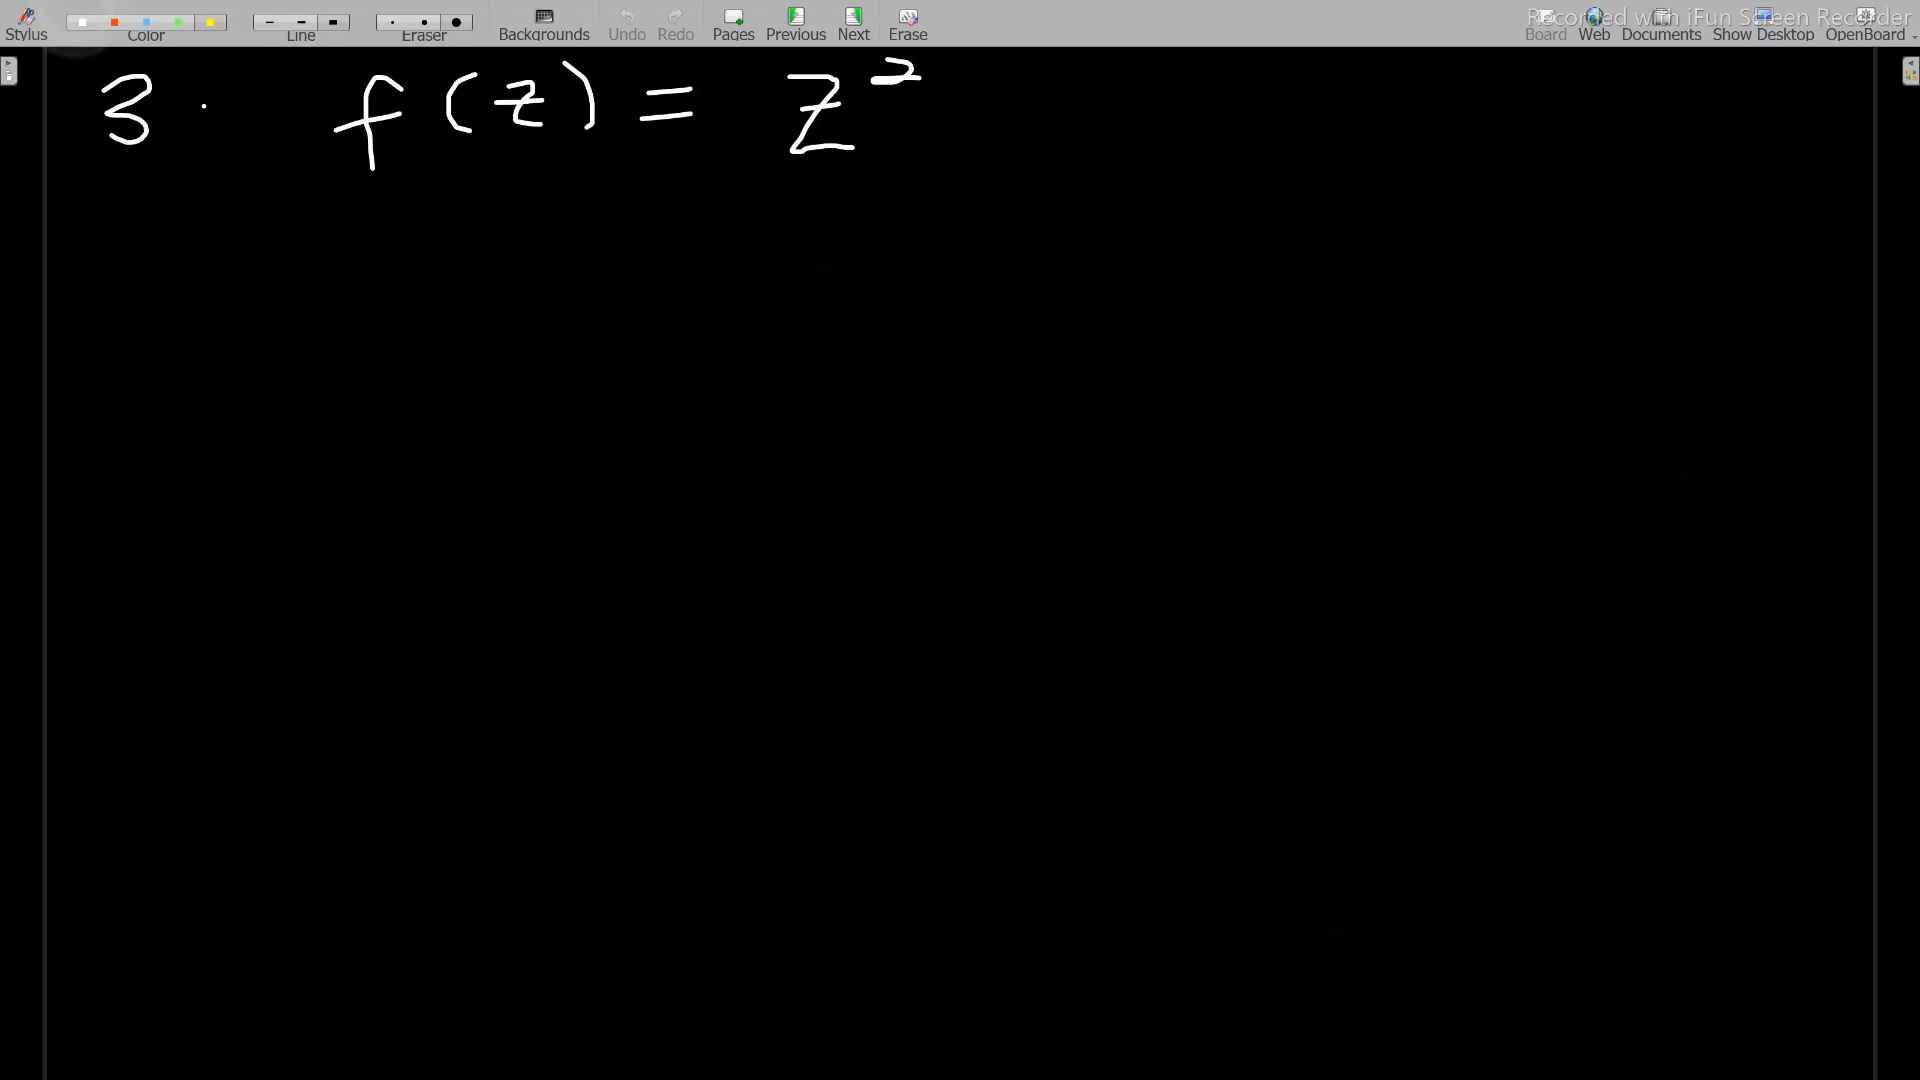 Recorded with iFun Screen Recorder
Stylus Color Line Eraser Backgrounds Undo Redo Pages Previous Next Erase Board Web Documents Show Desktop OpenBoard
3. f(z) = z²